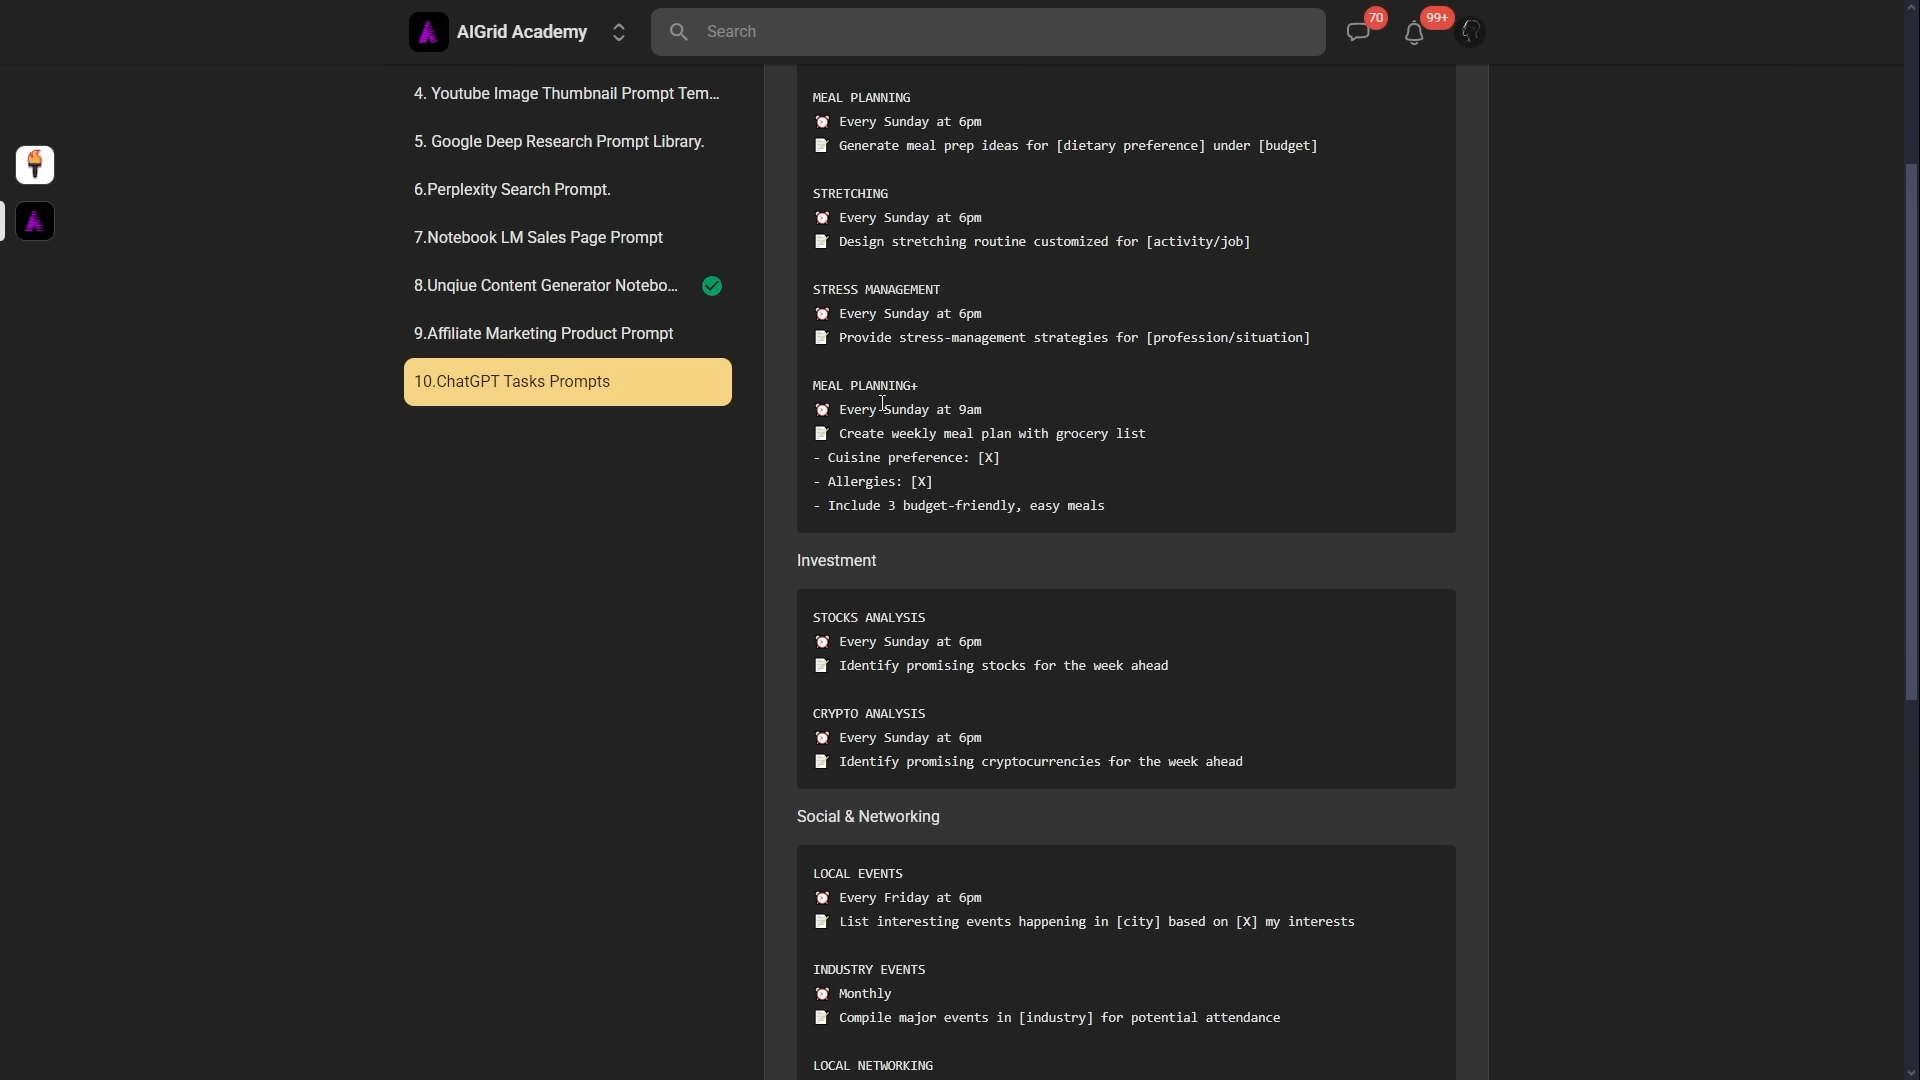 AIGrid Academy
Search
70
99+
4. Youtube Image Thumbnail Prompt Tem...
5. Google Deep Research Prompt Library.
6.Perplexity Search Prompt.
7.Notebook LM Sales Page Prompt
8.Unqiue Content Generator Notebo...
9.Affiliate Marketing Product Prompt
10.ChatGPT Tasks Prompts
MEAL PLANNING
⏰ Every Sunday at 6pm
📝 Generate meal prep ideas for [dietary preference] under [budget]
STRETCHING
⏰ Every Sunday at 6pm
📝 Design stretching routine customized for [activity/job]
STRESS MANAGEMENT
⏰ Every Sunday at 6pm
📝 Provide stress-management strategies for [profession/situation]
MEAL PLANNING+
⏰ Every Sunday at 9am
📝 Create weekly meal plan with grocery list
- Cuisine preference: [X]
- Allergies: [X]
- Include 3 budget-friendly, easy meals
Investment
STOCKS ANALYSIS
⏰ Every Sunday at 6pm
📝 Identify promising stocks for the week ahead
CRYPTO ANALYSIS
⏰ Every Sunday at 6pm
📝 Identify promising cryptocurrencies for the week ahead
Social & Networking
LOCAL EVENTS
⏰ Every Friday at 6pm
📝 List interesting events happening in [city] based on [X] my interests
INDUSTRY EVENTS
⏰ Monthly
📝 Compile major events in [industry] for potential attendance
LOCAL NETWORKING